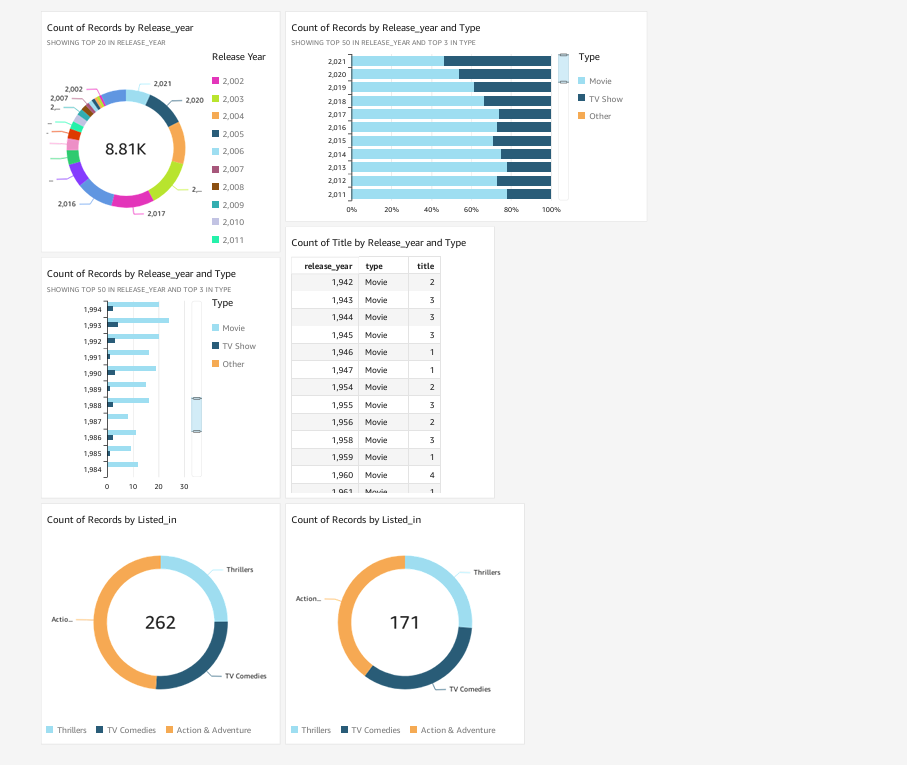 Count of Records by Release_year
SHOWING TOP 20 IN RELEASE_YEAR
Release Year
2,002
2,003
2,004
2,005
2,006
2,007
2,008
2,009
2,010
2,011
2,002
2,007
2,...
2,021
2,020
8.81K
2,...
2,016
2,017
Count of Records by Release_year and Type
SHOWING TOP 50 IN RELEASE_YEAR AND TOP 3 IN TYPE
2,021
2,020
2,019
2,018
2,017
2,016
2,015
2,014
2,013
2,012
2,011
0% 20% 40% 60% 80% 100%
Type
Movie
TV Show
Other
Count of Records by Release_year and Type
SHOWING TOP 50 IN RELEASE_YEAR AND TOP 3 IN TYPE
1,994
1,993
1,992
1,991
1,990
1,989
1,988
1,987
1,986
1,985
1,984
0 10 20 30
Type
Movie
TV Show
Other
Count of Title by Release_year and Type
release_year type title
1,942 Movie 2
1,943 Movie 3
1,944 Movie 3
1,945 Movie 3
1,946 Movie 1
1,947 Movie 1
1,954 Movie 2
1,955 Movie 3
1,956 Movie 2
1,958 Movie 3
1,959 Movie 1
1,960 Movie 4
1,961 Movie 1
Count of Records by Listed_in
Thrillers
Actio...
262
TV Comedies
Thrillers TV Comedies Action & Adventure
Count of Records by Listed_in
Thrillers
Action...
171
TV Comedies
Thrillers TV Comedies Action & Adventure